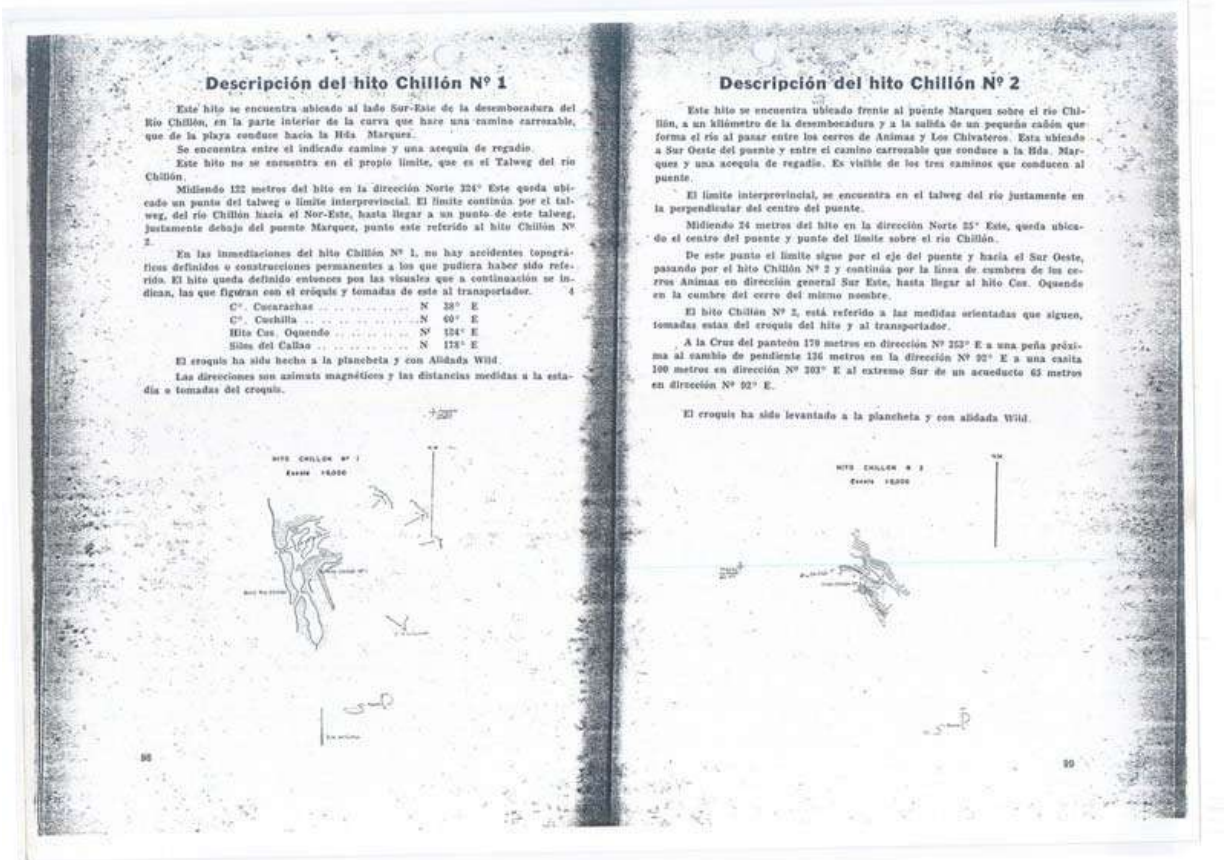 Descripción del hito Chillón Nº 1
Este hito se encuentra ubicado al lado Sur-Este de la desembocadura del
Río Chillón, en la parte interior de la curva que hace una camino carrozable,
que de la playa conduce hacia la Hda Marquez.
Se encuentra entre el indicado camino y una acequia de regadío.
Este hito no se encuentra en el propio límite, que es el Talweg del río
Chillón.
Midiendo 122 metros del hito en la dirección Norte 324° Este queda ubi-
cado un punto del talweg o límite interprovincial. El límite continúa por el tal-
weg, del río Chillón hacia el Nor-Este, hasta llegar a un punto de este talweg,
justamente debajo del puente Marquez, punto este referido al hito Chillón Nº
2.
En las inmediaciones del hito Chillón Nº 1, no hay accidentes topográ-
ficos definidos o construcciones permanentes a los que pudiera haber sido refe-
rido. El hito queda definido entonces pos las visuales que a continuación se in-
dican, las que figuran con el cróquis y tomadas de este al transportador. 4
Cº. Cucarachas . . . . . . . . . . . . . N 38° E
Cº. Cuchilla . . . . . . . . . . . . . . N 60° E
Hito Cos. Oquendo . . . . . . . . . . . Nº 124° E
Silos del Callao . . . . . . . . . . . . N 178° E
El croquis ha sido hecho a la plancheta y con Alidada Wild.
Las direcciones son azimuts magnéticos y las distancias medidas a la esta-
día o tomadas del croquis.
HITO CHILLON Nº 1
Escala
98
Descripción del hito Chillón Nº 2
Este hito se encuentra ubicado frente al puente Marquez sobre el río Chi-
llón, a un kilómetro de la desembocadura y a la salida de un pequeño cañón que
forma el río al pasar entre los cerros de Animas y Los Chivateros. Esta ubicado
a Sur Oeste del puente y entre el camino carrozable que conduce a la Hda. Mar-
quez y una acequia de regadío. Es visible de los tres caminos que conducen al
puente.
El límite interprovincial, se encuentra en el talweg del río justamente en
la perpendicular del centro del puente.
Midiendo 24 metros del hito en la dirección Norte 25° Este, queda ubica-
do el centro del puente y punto del límite sobre el río Chillón.
De este punto el límite sigue por el eje del puente y hacia el Sur Oeste,
pasando por el hito Chillón Nº 2 y continúa por la línea de cumbres de los ce-
rros Animas en dirección general Sur Este, hasta llegar al hito Cos. Oquendo
en la cumbre del cerro del mismo nombre.
El hito Chillón Nº 2, está referido a las medidas orientadas que siguen,
tomadas estas del croquis del hito y al transportador.
A la Cruz del panteón 170 metros en dirección Nº 253° E a una peña próxi-
ma al cambio de pendiente 136 metros en la dirección Nº 92° E a una casita
100 metros en dirección Nº 203° E al extremo Sur de un acueducto 65 metros
en dirección Nº 92° E.
El croquis ha sido levantado a la plancheta y con alidada Wild.
HITO CHILLON N 2
Escala
99